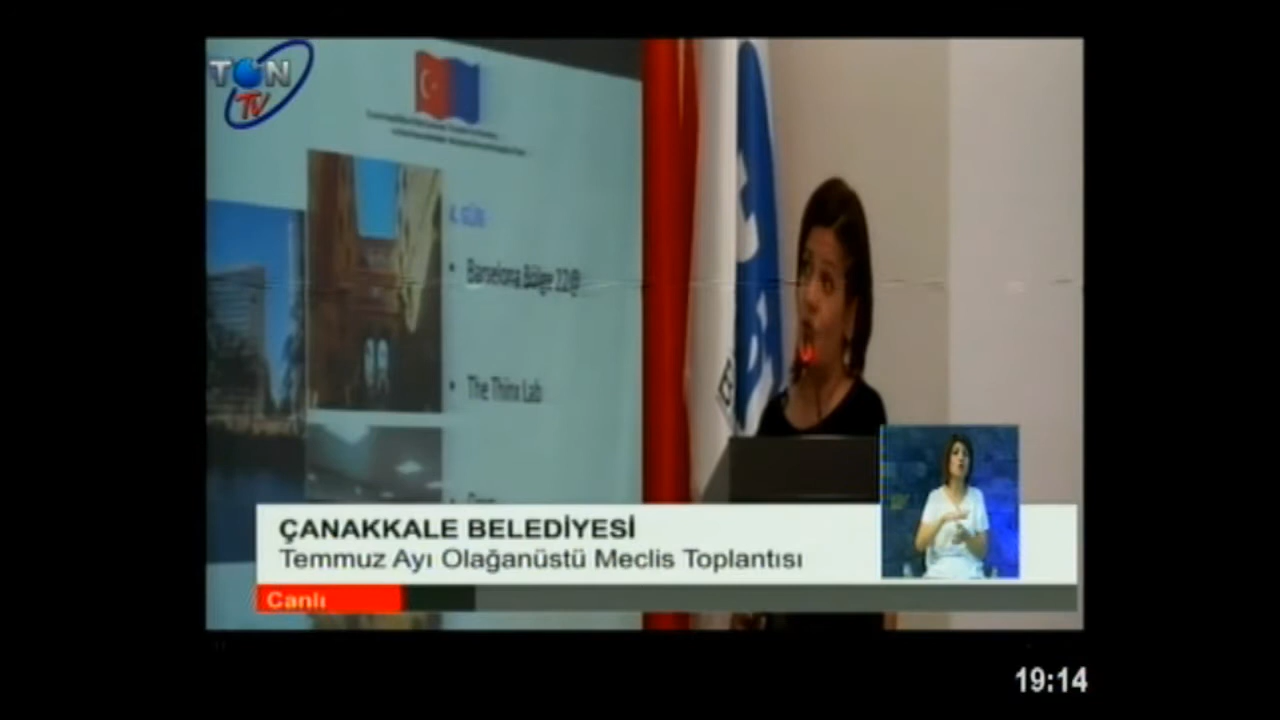 TON
TV
4. GÜN
• Barselona Bölge 22@
• The Thinx Lab
ÇANAKKALE BELEDİYESİ
Temmuz Ayı Olağanüstü Meclis Toplantısı
Canlı
19:14